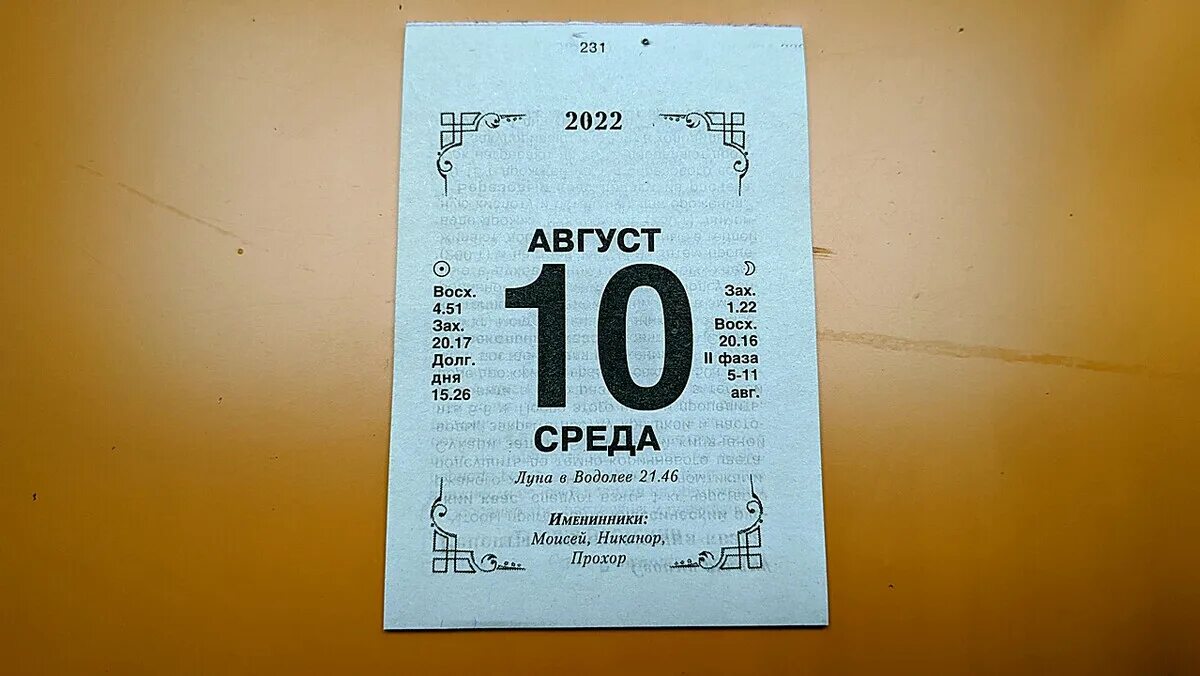 231
2022
АВГУСТ
10
Восх.
4.51
Зах.
20.17
Долг.
дня
15.26
Зах.
1.22
Восх.
20.16
II фаза
5-11
авг.
СРЕДА
Луна в Водолее 21.46
Именинники:
Моисей, Никанор,
Прохор